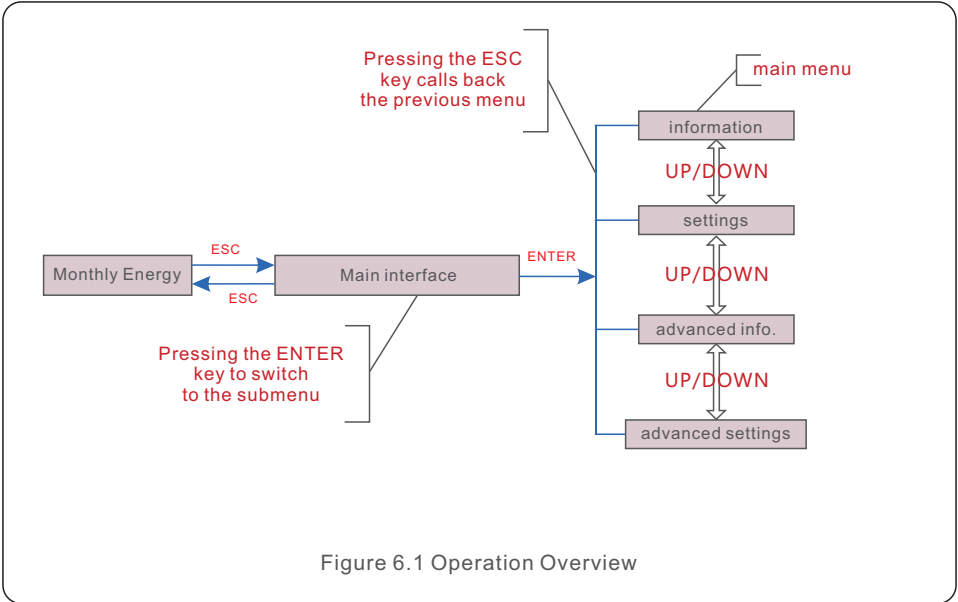 Pressing the ESC
key calls back
the previous menu
main menu
information
UP/DOWN
settings
UP/DOWN
advanced info.
UP/DOWN
advanced settings
Monthly Energy
ESC
ESC
Main interface
ENTER
Pressing the ENTER
key to switch
to the submenu
Figure 6.1 Operation Overview